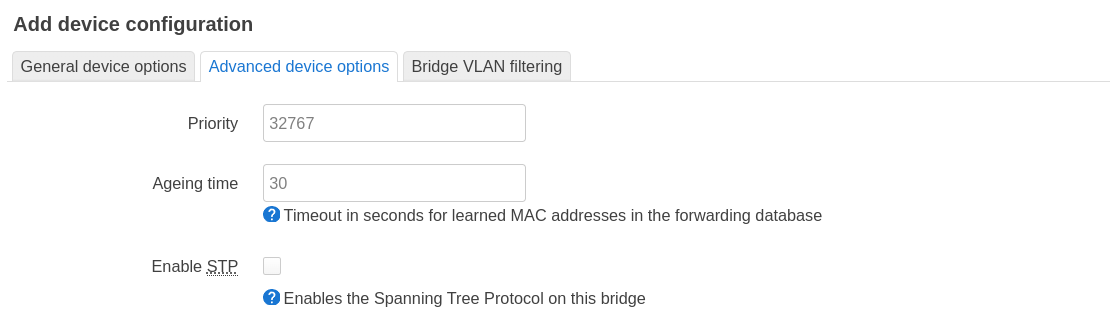 Add device configuration
General device options Advanced device options Bridge VLAN filtering
Priority 32767
Ageing time 30
? Timeout in seconds for learned MAC addresses in the forwarding database
Enable STP
? Enables the Spanning Tree Protocol on this bridge